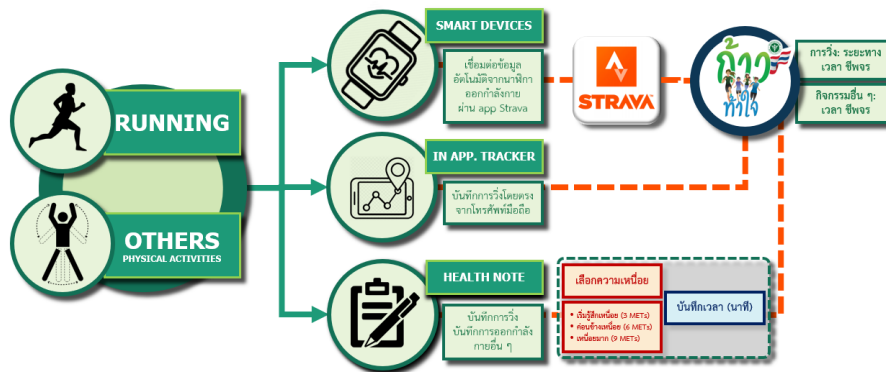 RUNNING
OTHERS
PHYSICAL ACTIVITIES
SMART DEVICES
เชื่อมต่อข้อมูล
อัตโนมัติจากนาฬิกา
ออกกำลังกาย
ผ่าน app Strava
STRAVA
ก้าว
ท้าใจ
การวิ่ง: ระยะทาง
เวลา ชีพจร
กิจกรรมอื่น ๆ:
เวลา ชีพจร
IN APP. TRACKER
บันทึกการวิ่งโดยตรง
จากโทรศัพท์มือถือ
HEALTH NOTE
บันทึกการวิ่ง
บันทึกการออกกำลัง
กายอื่น ๆ
เลือกความเหนื่อย
• เริ่มรู้สึกเหนื่อย (3 METs)
• ค่อนข้างเหนื่อย (6 METs)
• เหนื่อยมาก (9 METs)
บันทึกเวลา (นาที)